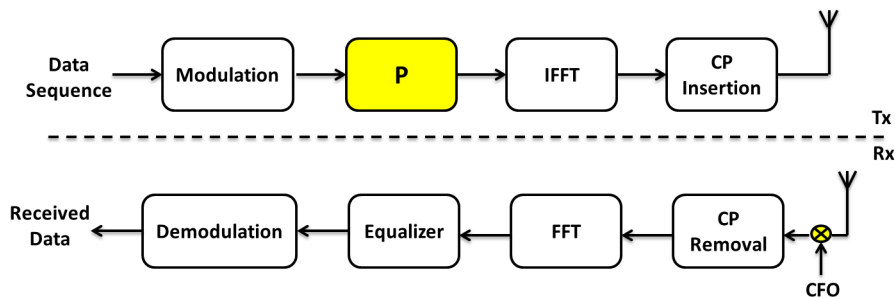 Data
Sequence
Modulation
P
IFFT
CP
Insertion
Tx
Rx
Received
Data
Demodulation
Equalizer
FFT
CP
Removal
CFO